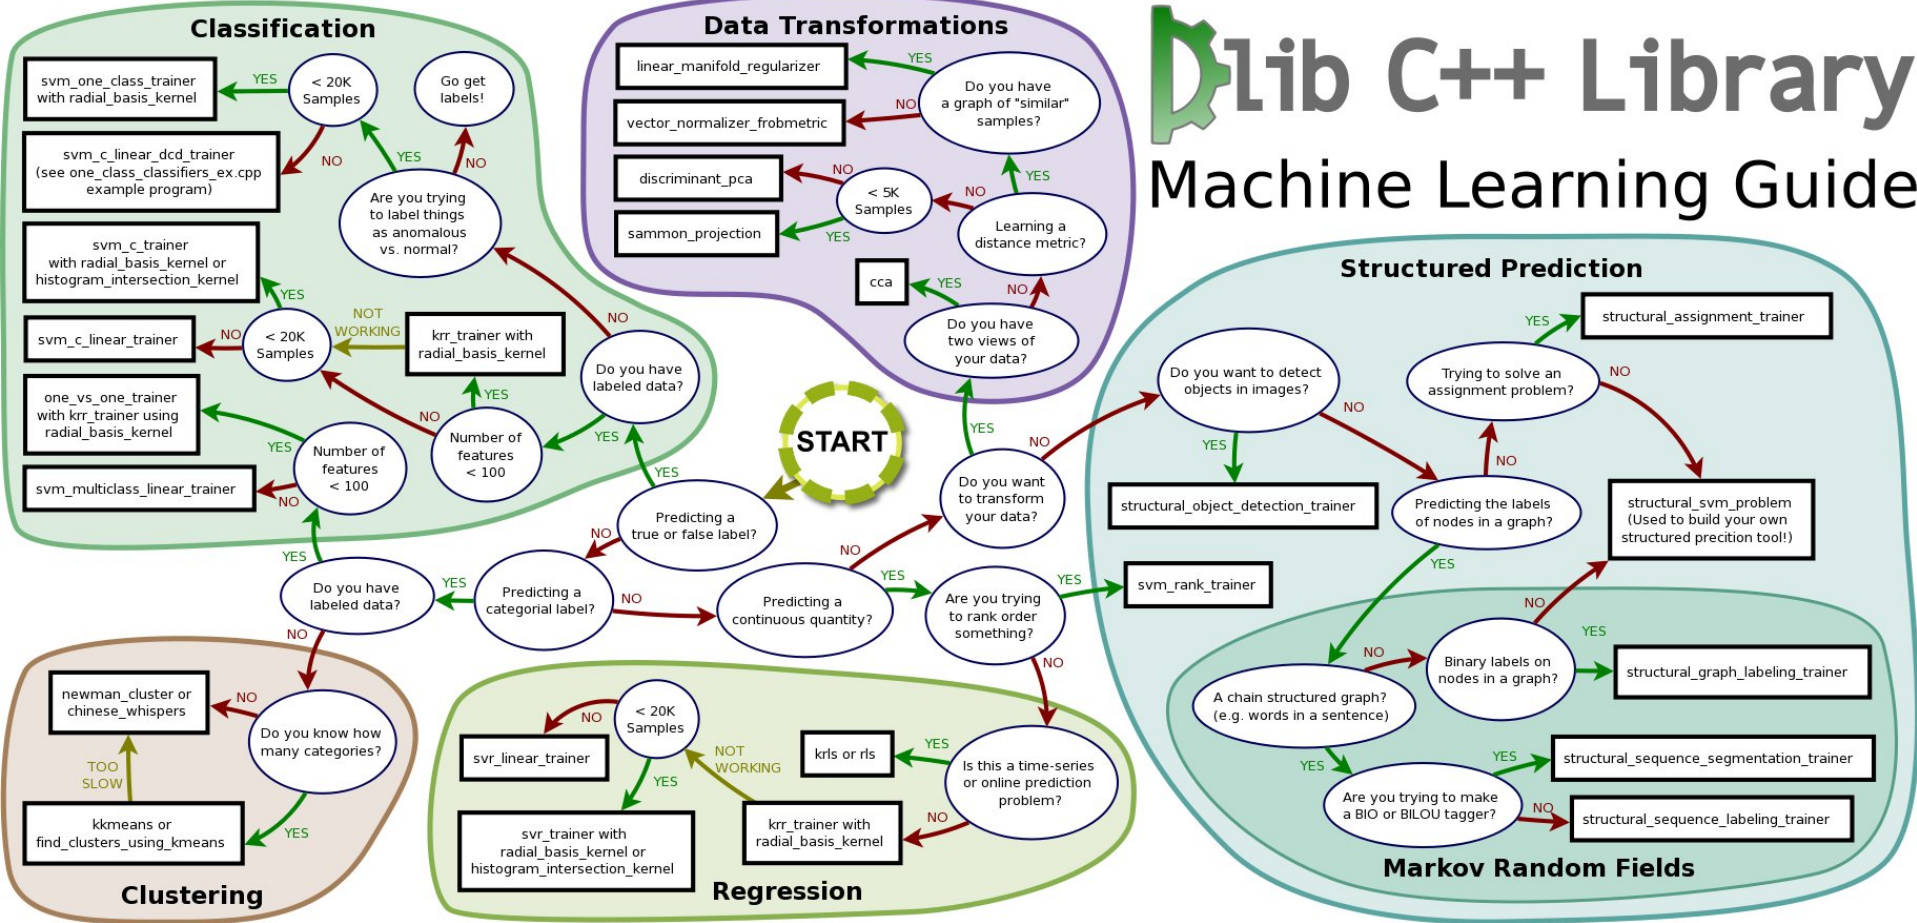 Classification
svm_one_class_trainer
with radial_basis_kernel
YES
< 20K
Samples
Go get
labels!
svm_c_linear_dcd_trainer
(see one_class_classifiers_ex.cpp
example program)
NO
YES
NO
Are you trying
to label things
as anomalous
vs. normal?
svm_c_trainer
with radial_basis_kernel or
histogram_intersection_kernel
YES
NOT
WORKING
NO
svm_c_linear_trainer
NO
< 20K
Samples
krr_trainer with
radial_basis_kernel
Do you have
labeled data?
one_vs_one_trainer
with krr_trainer using
radial_basis_kernel
YES
NO
YES
YES
Number of
features
< 100
Number of
features
< 100
svm_multiclass_linear_trainer
NO
YES
YES
Data Transformations
linear_manifold_regularizer
YES
Do you have
a graph of "similar"
samples?
vector_normalizer_frobmetric
NO
discriminant_pca
NO
< 5K
Samples
NO
YES
sammon_projection
YES
Learning a
distance metric?
cca
YES
NO
Do you have
two views of
your data?
YES
Dlib C++ Library
Machine Learning Guide
START
Predicting a
true or false label?
NO
Do you have
labeled data?
YES
Predicting a
categorial label?
NO
Predicting a
continuous quantity?
NO
YES
Do you want
to transform
your data?
NO
Are you trying
to rank order
something?
YES
svm_rank_trainer
NO
NO
Structured Prediction
structural_assignment_trainer
YES
Do you want to detect
objects in images?
Trying to solve an
assignment problem?
NO
NO
YES
NO
structural_object_detection_trainer
Predicting the labels
of nodes in a graph?
structural_svm_problem
(Used to build your own
structured precition tool!)
YES
NO
YES
NO
Binary labels on
nodes in a graph?
structural_graph_labeling_trainer
A chain structured graph?
(e.g. words in a sentence)
YES
YES
structural_sequence_segmentation_trainer
Are you trying to make
a BIO or BILOU tagger?
NO
structural_sequence_labeling_trainer
Markov Random Fields
newman_cluster or
chinese_whispers
NO
Do you know how
many categories?
TOO
SLOW
kkmeans or
find_clusters_using_kmeans
YES
Clustering
< 20K
Samples
NO
svr_linear_trainer
YES
NOT
WORKING
krls or rls
YES
Is this a time-series
or online prediction
problem?
svr_trainer with
radial_basis_kernel or
histogram_intersection_kernel
krr_trainer with
radial_basis_kernel
NO
Regression